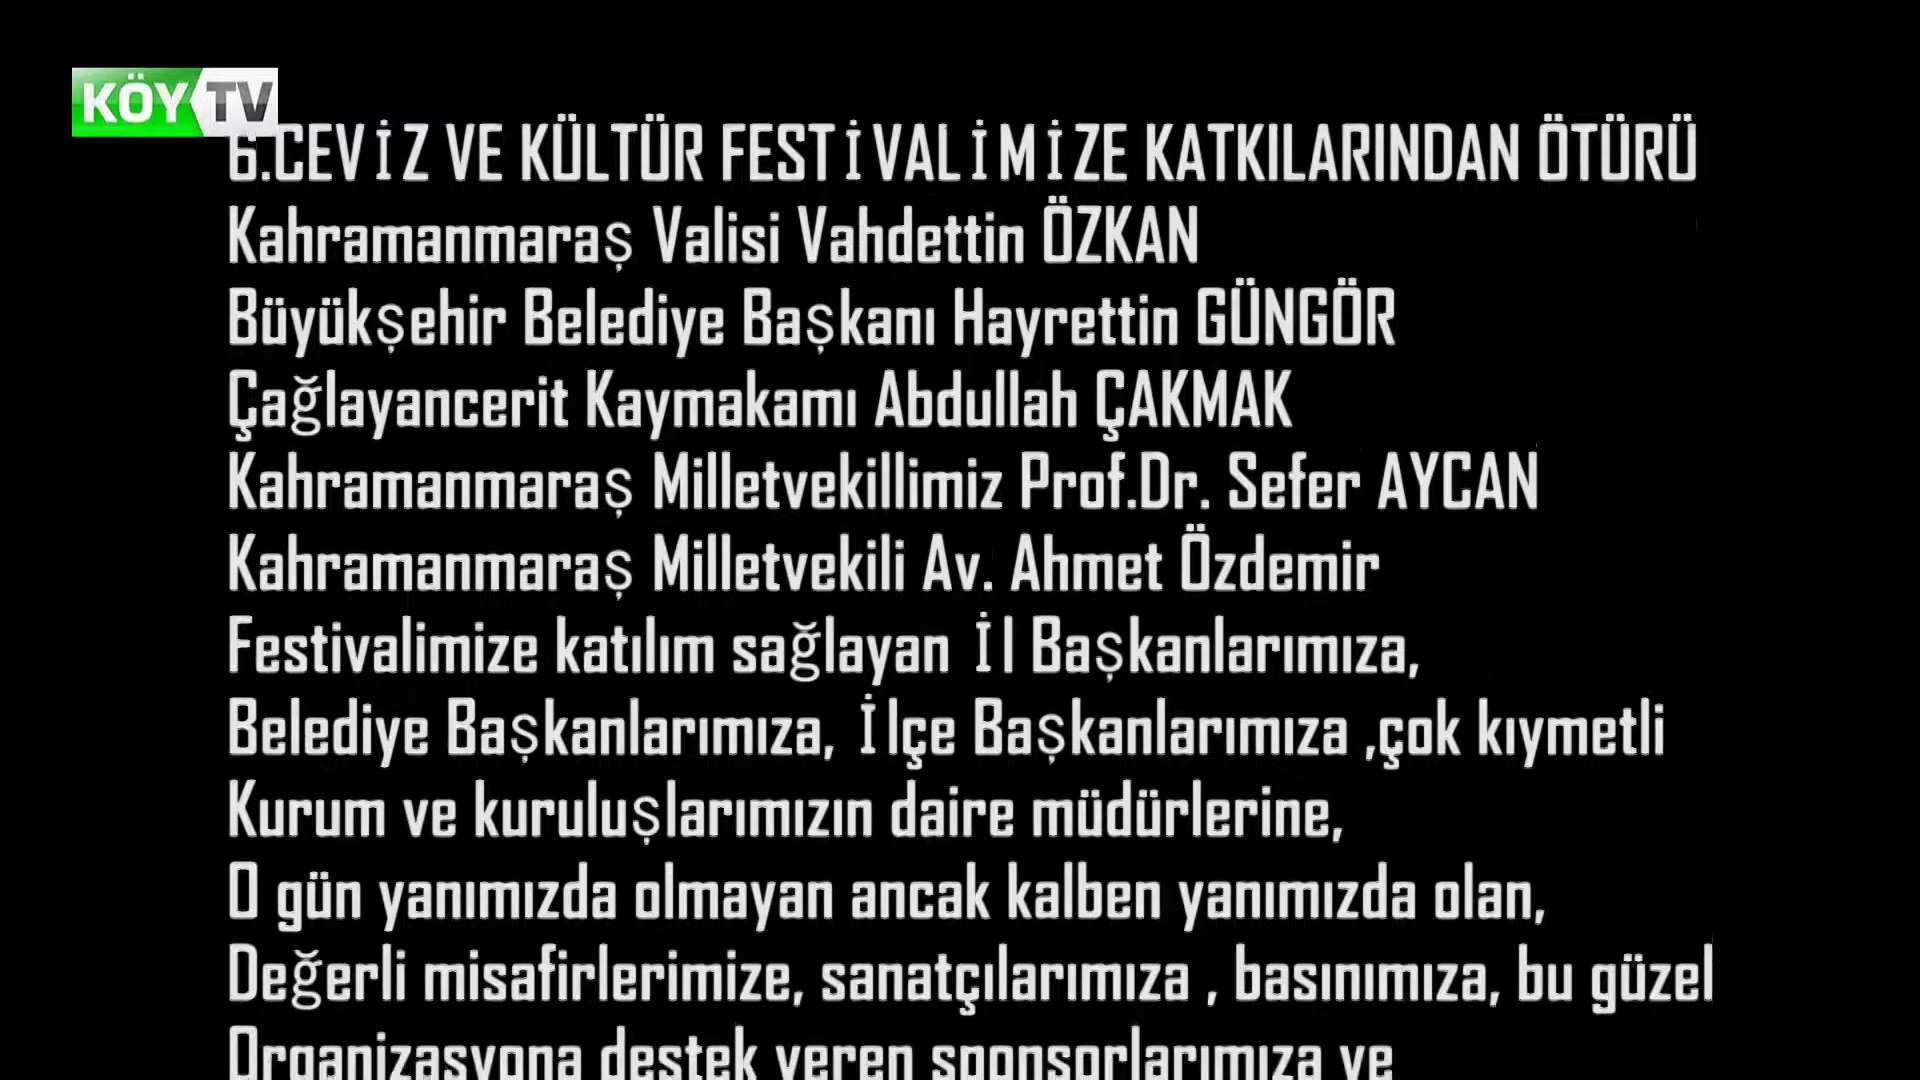 KÖY TV
6.CEVİZ VE KÜLTÜR FESTİVALİMİZE KATKILARINDAN ÖTÜRÜ
Kahramanmaraş Valisi Vahdettin ÖZKAN
Büyükşehir Belediye Başkanı Hayrettin GÜNGÖR
Çağlayancerit Kaymakamı Abdullah ÇAKMAK
Kahramanmaraş Milletvekillimiz Prof.Dr. Sefer AYCAN
Kahramanmaraş Milletvekili Av. Ahmet Özdemir
Festivalimize katılım sağlayan İl Başkanlarımıza,
Belediye Başkanlarımıza, İlçe Başkanlarımıza ,çok kıymetli
Kurum ve kuruluşlarımızın daire müdürlerine,
O gün yanımızda olmayan ancak kalben yanımızda olan,
Değerli misafirlerimize, sanatçılarımıza , basınımıza, bu güzel
Organizasyona destek veren sponsorlarımıza ve